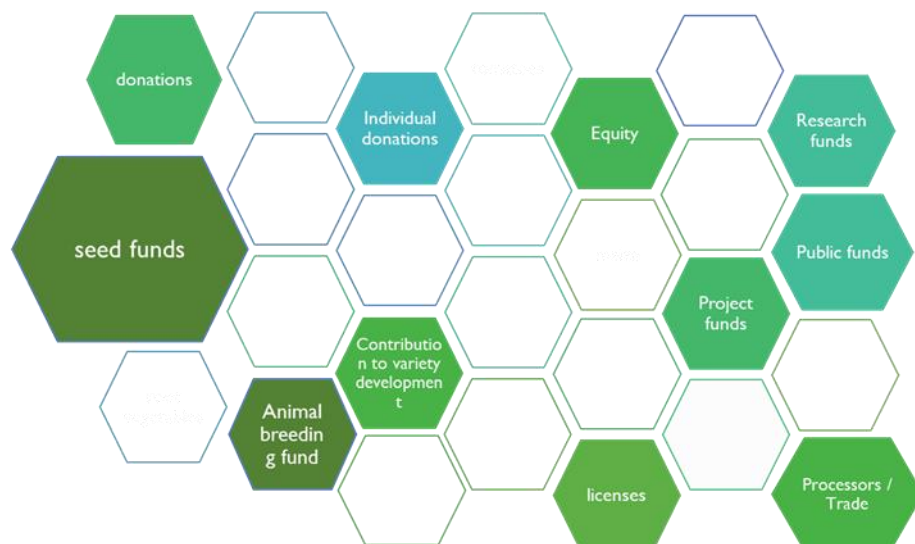 donations
Individual
donations
Equity
Research
funds
seed funds
Public funds
Project
funds
Contributio
n to variety
developmen
t
Animal
breedin
g fund
licenses
Processors /
Trade